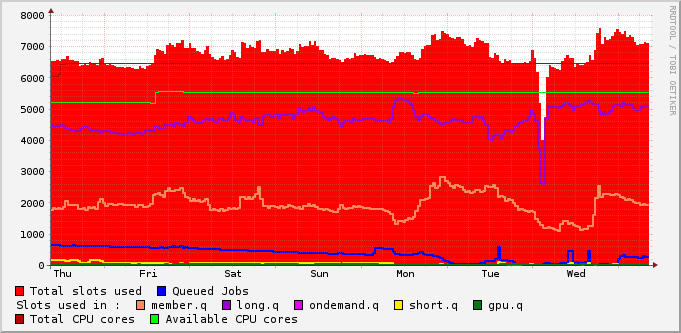 8000
7000
6000
5000
4000
3000
2000
1000
0
Thu Fri Sat Sun Mon Tue Wed
RRDTOOL / TOBI OETIKER
Total slots used Queued Jobs
Slots used in : member.q long.q ondemand.q short.q gpu.q
Total CPU cores Available CPU cores